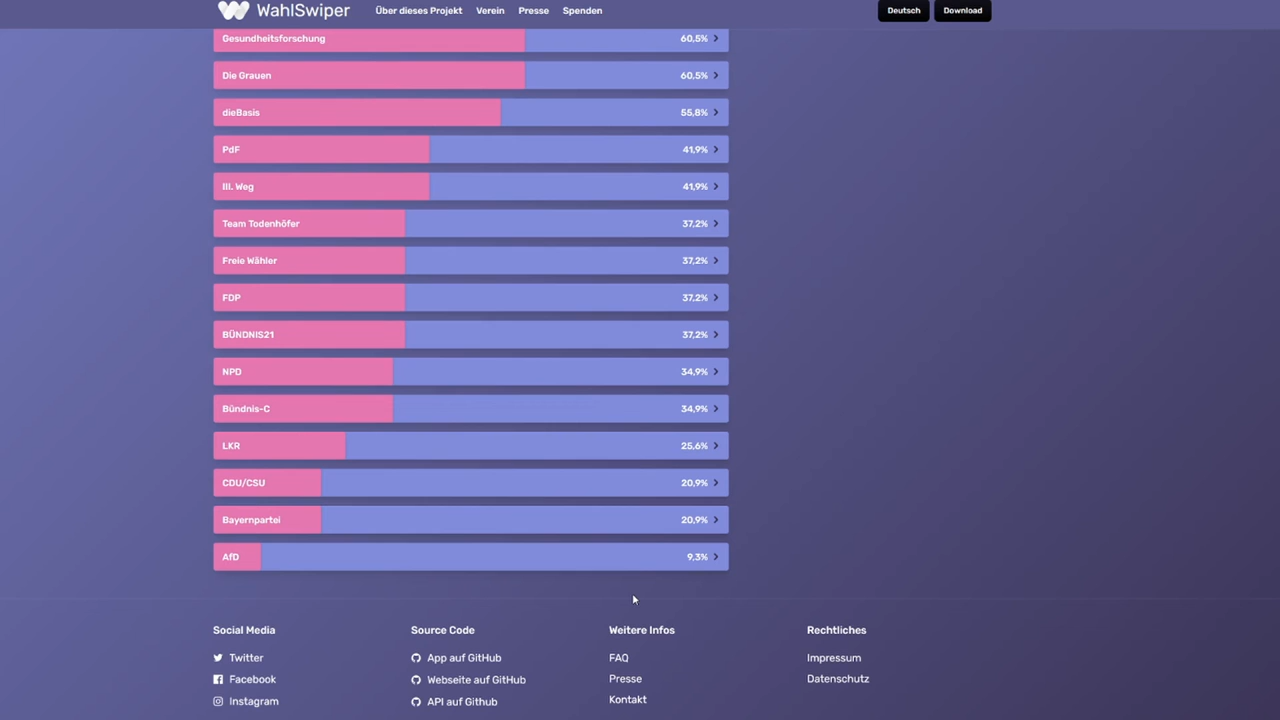 WahlSwiper Über dieses Projekt Verein Presse Spenden Deutsch Download
Gesundheitsforschung 60,5%
Die Grauen 60,5%
dieBasis 55,8%
PdF 41,9%
III. Weg 41,9%
Team Todenhöfer 37,2%
Freie Wähler 37,2%
FDP 37,2%
BÜNDNIS21 37,2%
NPD 34,9%
Bündnis-C 34,9%
LKR 25,6%
CDU/CSU 20,9%
Bayernpartei 20,9%
AfD 9,3%
Social Media Source Code Weitere Infos Rechtliches
Twitter App auf GitHub FAQ Impressum
Facebook Webseite auf GitHub Presse Datenschutz
Instagram API auf Github Kontakt